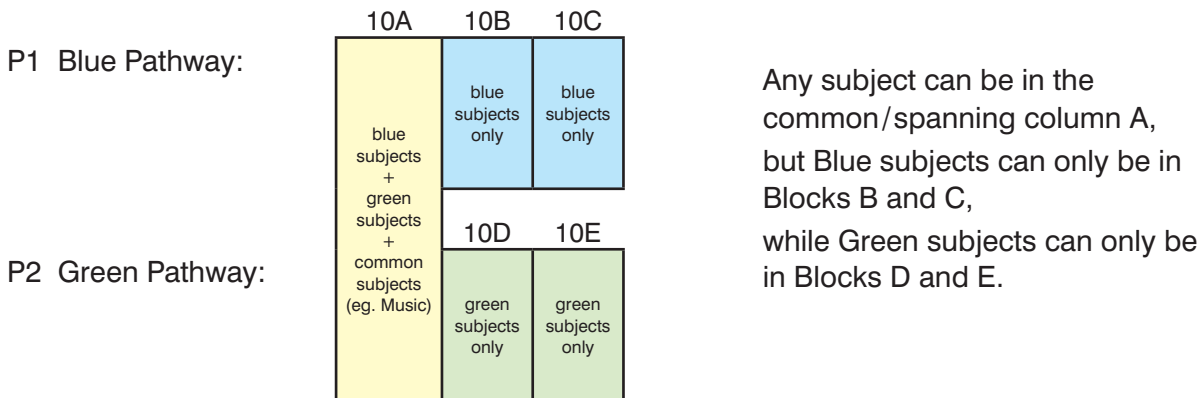 10A 10B 10C
P1 Blue Pathway:
blue
subjects
only
blue
subjects
only
blue
subjects
+
green
subjects
+
common
subjects
(eg. Music)
10D 10E
P2 Green Pathway:
green
subjects
only
green
subjects
only
Any subject can be in the
common/spanning column A,
but Blue subjects can only be in
Blocks B and C,
while Green subjects can only be
in Blocks D and E.